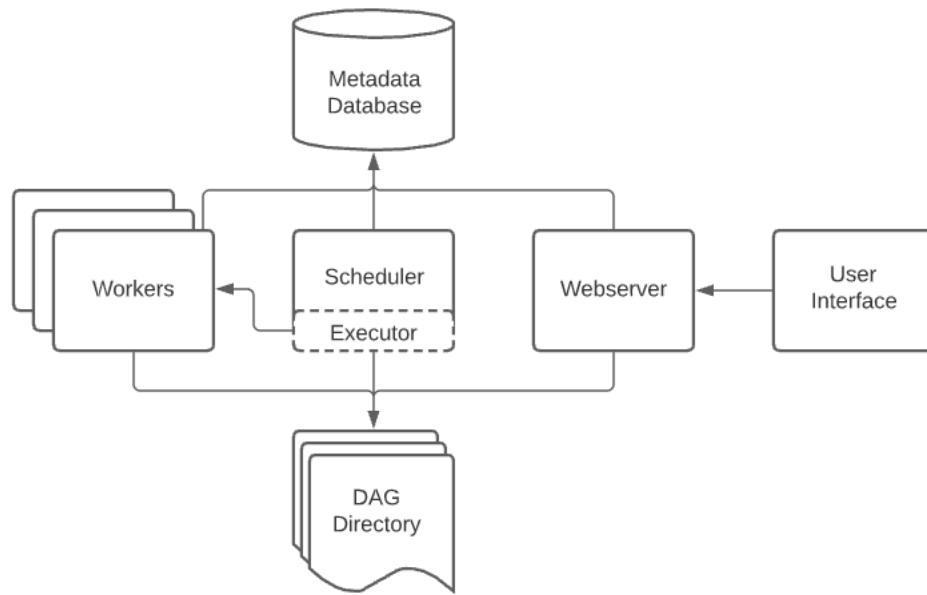 Metadata
Database
Workers
Scheduler
Executor
Webserver
User
Interface
DAG
Directory